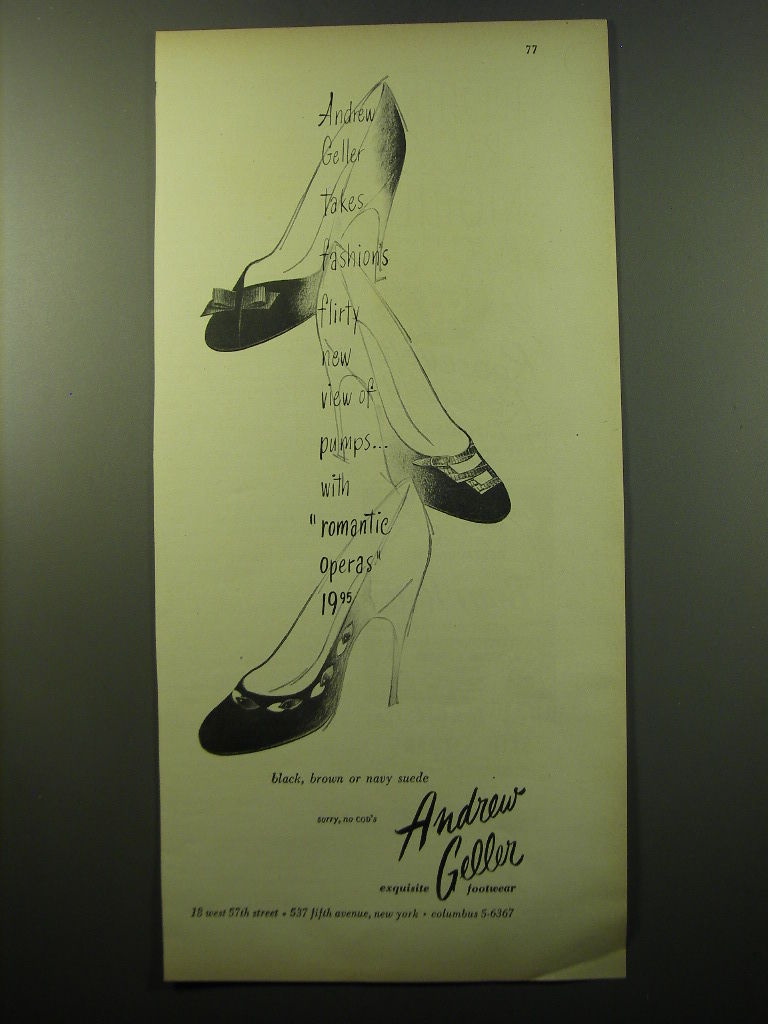 77
Andrew
Geller
takes
fashion's
flirty
new
view of
pumps...
with
"romantic
operas"
19.95
black, brown or navy suede
sorry, no COD's
Andrew
Geller
exquisite footwear
18 west 57th street • 537 fifth avenue, new york • columbus 5-6367